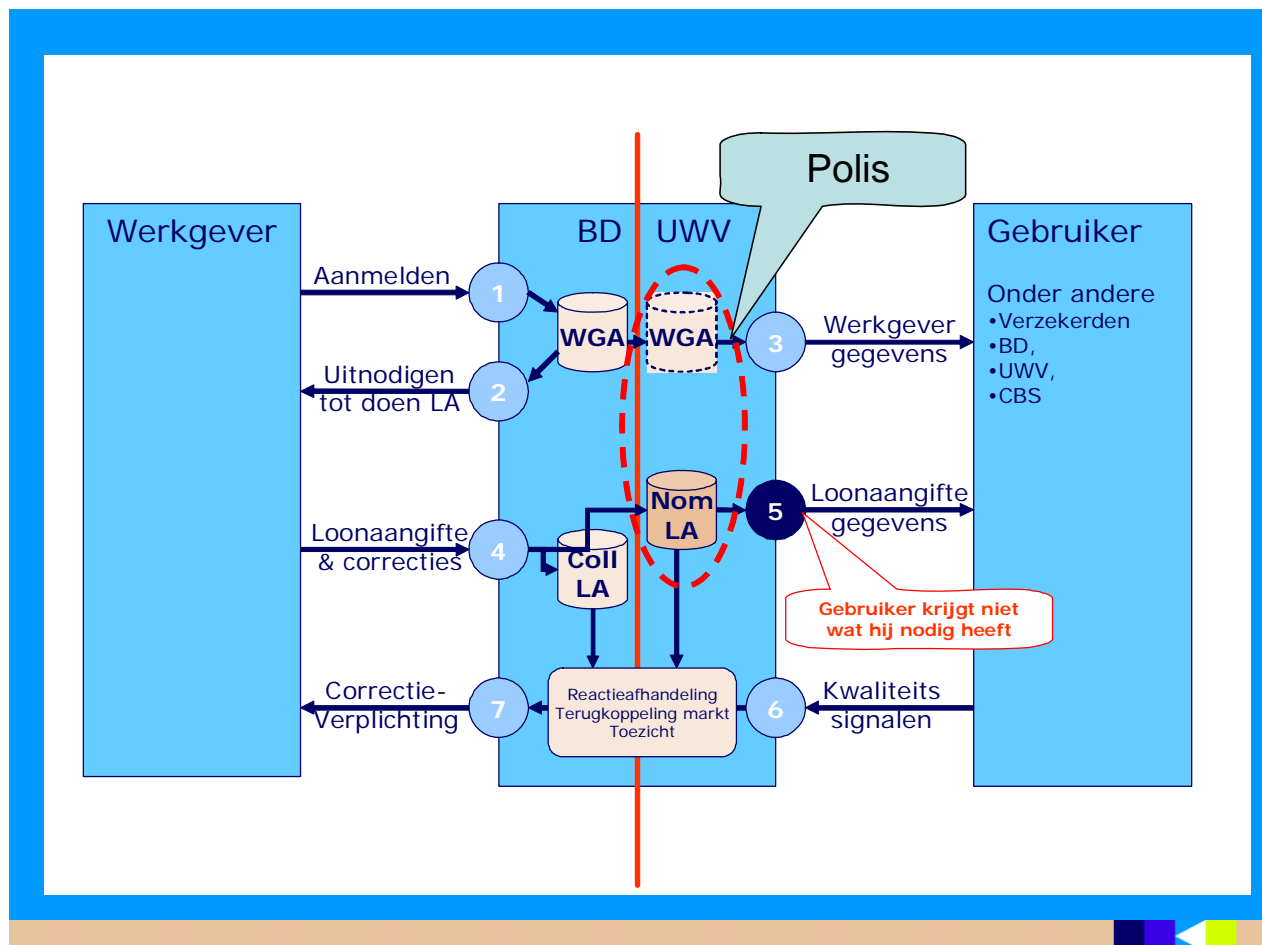 Polis
Werkgever
BD
UWV
Gebruiker
Aanmelden
1
WGA
WGA
3
Werkgever
gegevens
Onder andere
•Verzekerden
•BD,
•UWV,
•CBS
Uitnodigen
tot doen LA
2
Loonaangifte
& correcties
4
Coll
LA
Nom
LA
5
Loonaangifte
gegevens
Gebruiker krijgt niet
wat hij nodig heeft
Correctie-
Verplichting
7
Reactieafhandeling
Terugkoppeling markt
Toezicht
6
Kwaliteits
signalen